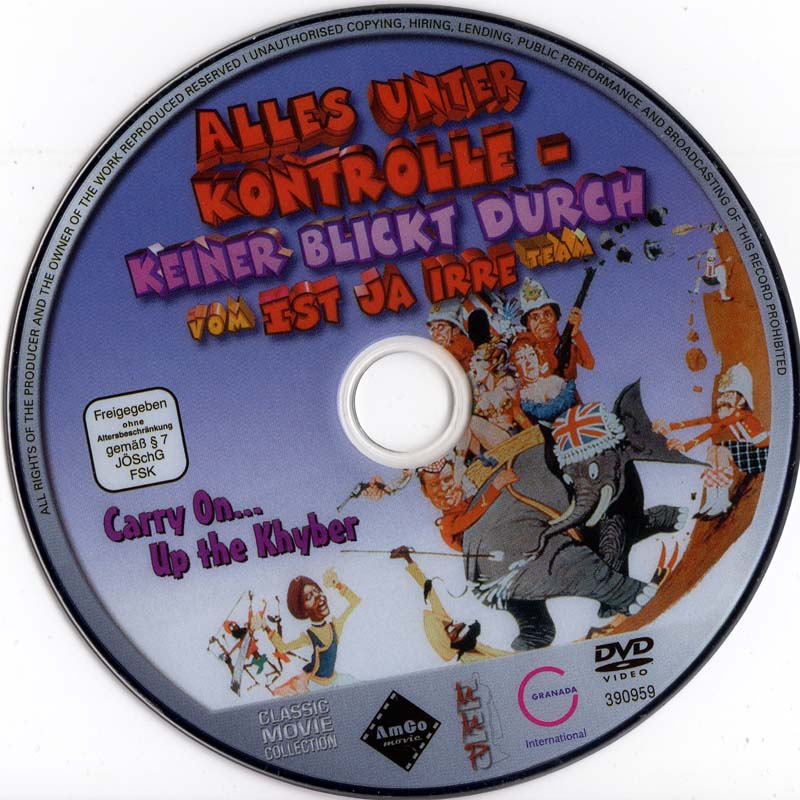 ALL RIGHTS OF THE PRODUCER AND THE OWNER OF THE WORK REPRODUCED RESERVED I UNAUTHORISED COPYING, HIRING, LENDING, PUBLIC PERFORMANCE AND BROADCASTING OF THIS RECORD PROHIBITED
ALLES UNTER
KONTROLLE -
KEINER BLICKT DURCH
VOM IST JA IRRE TEAM
Freigegeben
ohne
Altersbeschränkung
gemäß § 7
JÖSchG
FSK
Carry On...
Up the Khyber
CLASSIC
MOVIE
COLLECTION
AmCo
movie
GRANADA
International
DVD
VIDEO
390959